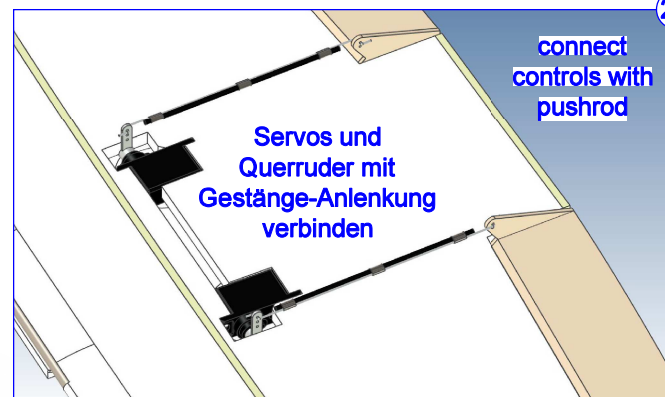 connect
controls with
pushrod
Servos und
Querruder mit
Gestänge-Anlenkung
verbinden